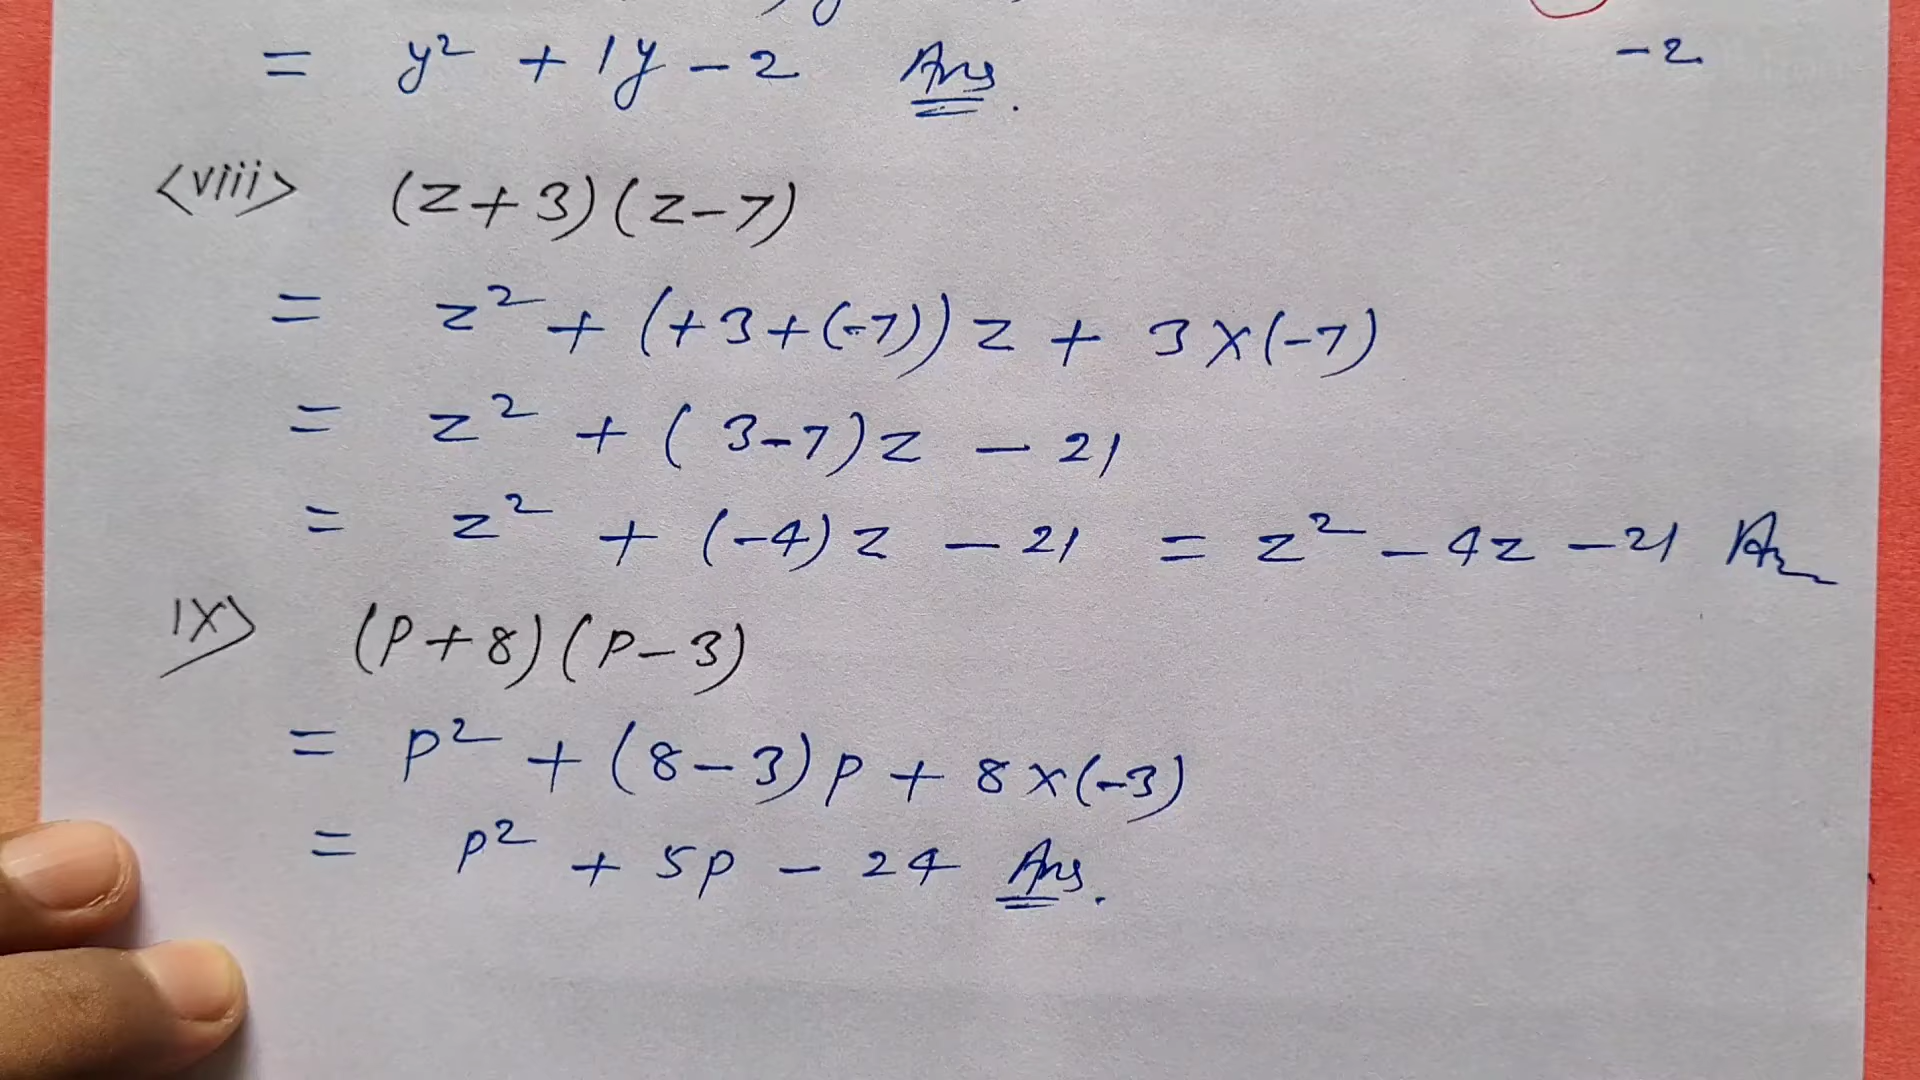 = y² + 1y - 2 Ans.
-2
<viii> (z+3)(z-7)
= z² + (+3+(-7))z + 3×(-7)
= z² + (3-7)z - 21
= z² + (-4)z - 21 = z² - 4z - 21 An
ix> (P+8)(P-3)
= p² + (8-3)p + 8×(-3)
= p² + 5p - 24 Ans.